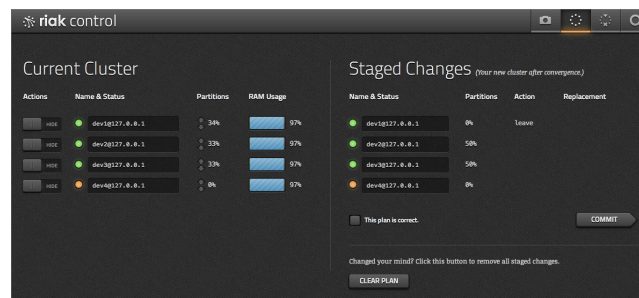 riak control
Current Cluster
Actions Name & Status Partitions RAM Usage
HIDE dev1@127.0.0.1 34% 97%
HIDE dev2@127.0.0.1 33% 97%
HIDE dev3@127.0.0.1 33% 97%
HIDE dev4@127.0.0.1 0% 97%
Staged Changes (Your new cluster after convergence.)
Name & Status Partitions Action Replacement
dev1@127.0.0.1 0% leave
dev2@127.0.0.1 50%
dev3@127.0.0.1 50%
dev4@127.0.0.1 0%
This plan is correct. COMMIT
Changed your mind? Click this button to remove all staged changes.
CLEAR PLAN